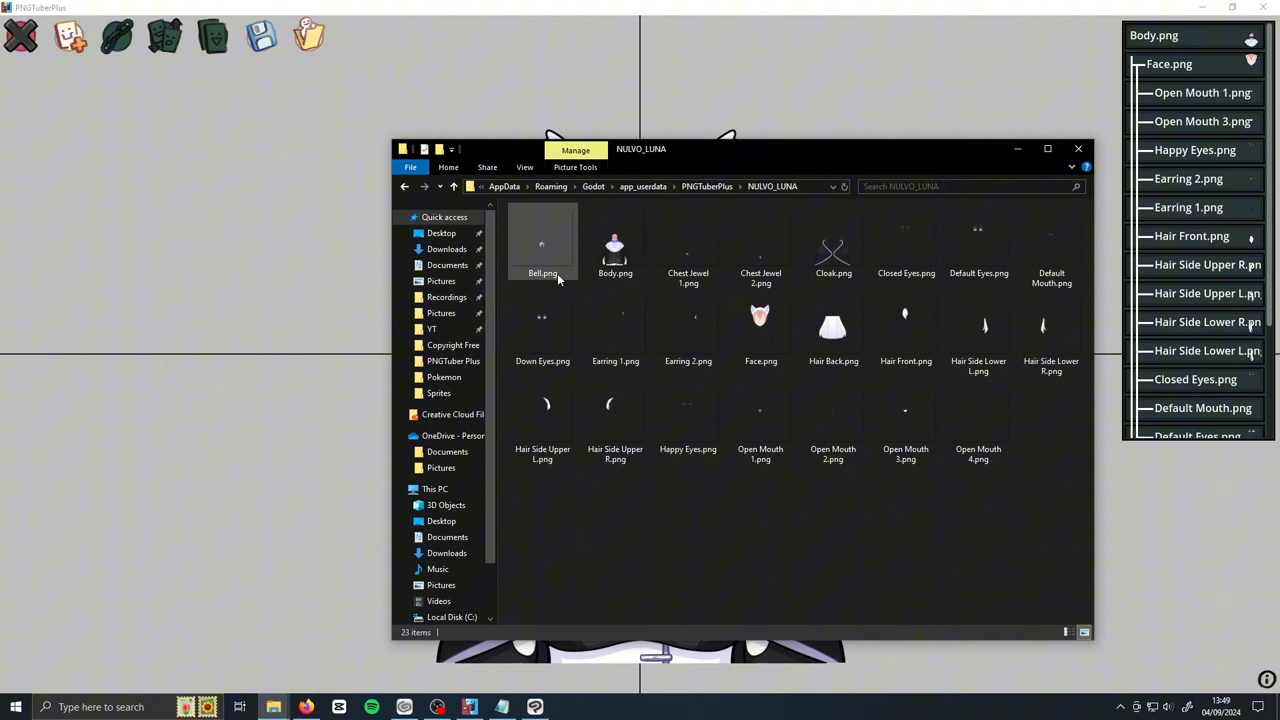 PNGTuberPlus
Body.png
Face.png
Open Mouth 1.png
Open Mouth 3.png
Happy Eyes.png
Earring 2.png
Earring 1.png
Hair Front.png
Hair Side Upper R.png
Hair Side Upper L.png
Hair Side Lower R.png
Hair Side Lower L.png
Closed Eyes.png
Default Mouth.png
Default Eyes.png
Manage
NULVO_LUNA
File
Home
Share
View
Picture Tools
« AppData > Roaming > Godot > app_userdata > PNGTuberPlus > NULVO_LUNA
Search NULVO_LUNA
Quick access
Desktop
Downloads
Documents
Pictures
Recordings
Pictures
YT
Copyright Free
PNGTuber Plus
Pokemon
Sprites
Creative Cloud Fil
OneDrive - Person
Documents
Pictures
This PC
3D Objects
Desktop
Documents
Downloads
Music
Pictures
Videos
Local Disk (C:)
Bell.png
Body.png
Chest Jewel
1.png
Chest Jewel
2.png
Cloak.png
Closed Eyes.png
Default Eyes.png
Default
Mouth.png
Down Eyes.png
Earring 1.png
Earring 2.png
Face.png
Hair Back.png
Hair Front.png
Hair Side Lower
L.png
Hair Side Lower
R.png
Hair Side Upper
L.png
Hair Side Upper
R.png
Happy Eyes.png
Open Mouth
1.png
Open Mouth
2.png
Open Mouth
3.png
Open Mouth
4.png
23 items
Type here to search
13:49
04/09/2024